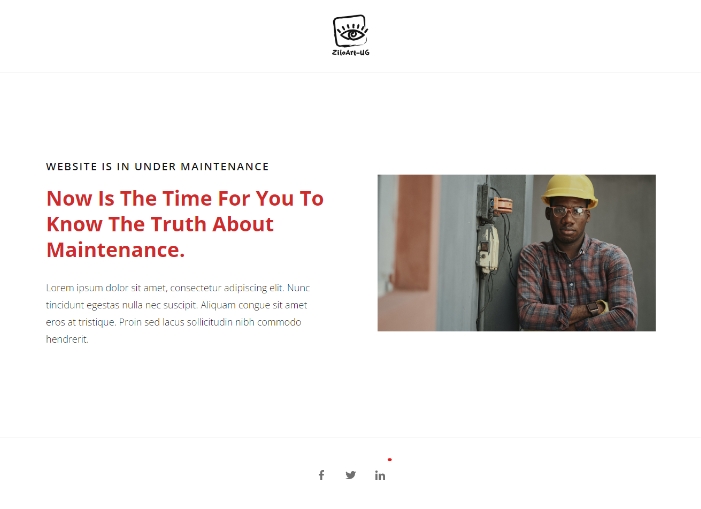 ZiloArt-UG
WEBSITE IS IN UNDER MAINTENANCE
Now Is The Time For You To
Know The Truth About
Maintenance.
Lorem ipsum dolor sit amet, consectetur adipiscing elit. Nunc
tincidunt egestas nulla nec suscipit. Aliquam congue sit amet
eros at tristique. Proin sed lacus sollicitudin nibh commodo
hendrerit.